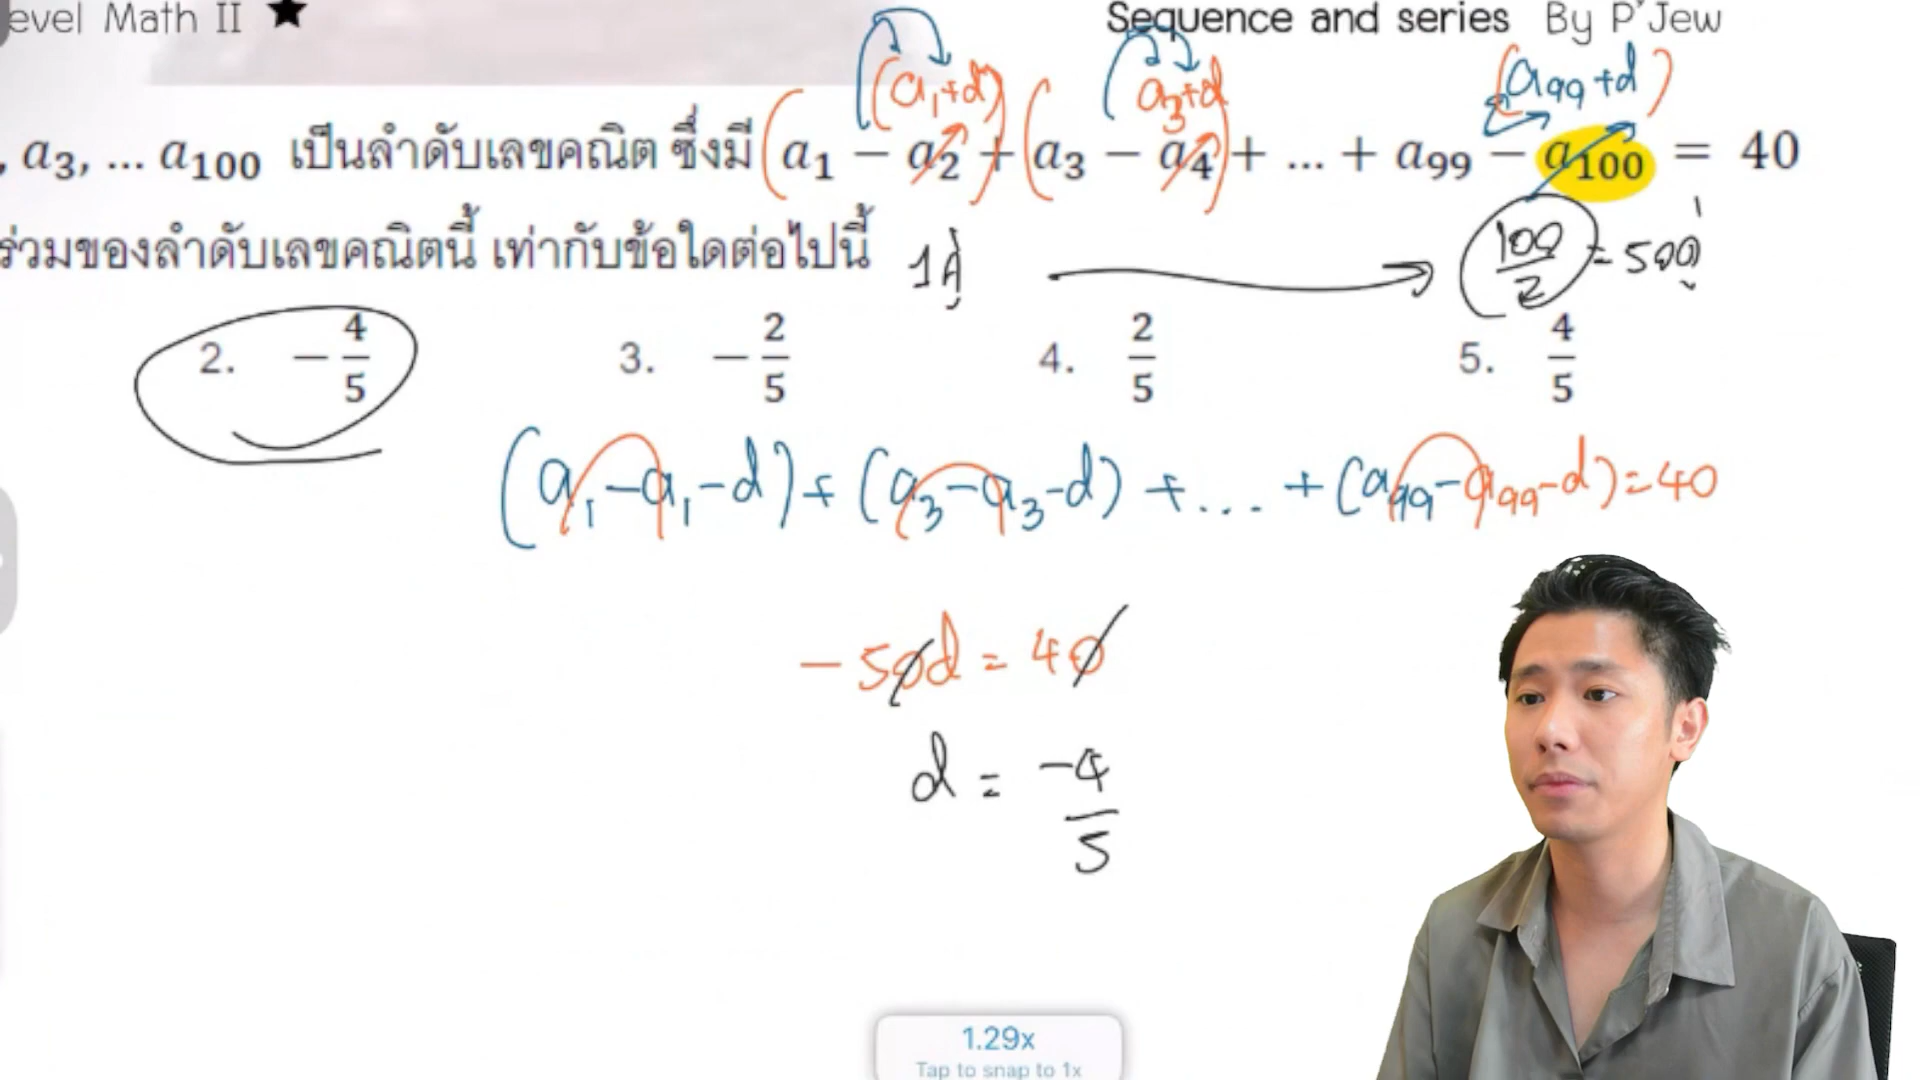 evel Math II ★ Sequence and series By P'Jew
(a₁+d) a₃+d (a₉₉+d)
, a₃, ... a₁₀₀ เป็นลำดับเลขคณิต ซึ่งมี (a₁ − a₂) + (a₃ − a₄) + ... + a₉₉ − a₁₀₀ = 40
ร่วมของลำดับเลขคณิตนี้ เท่ากับข้อใดต่อไปนี้ 100/2 = 50
2. −4/5 3. −2/5 4. 2/5 5. 4/5
(a₁−a₁−d)+(a₃−a₃−d)+...+(a₉₉−a₉₉−d)=40
−50d = 40
d = −4/5
1.29x
Tap to snap to 1x